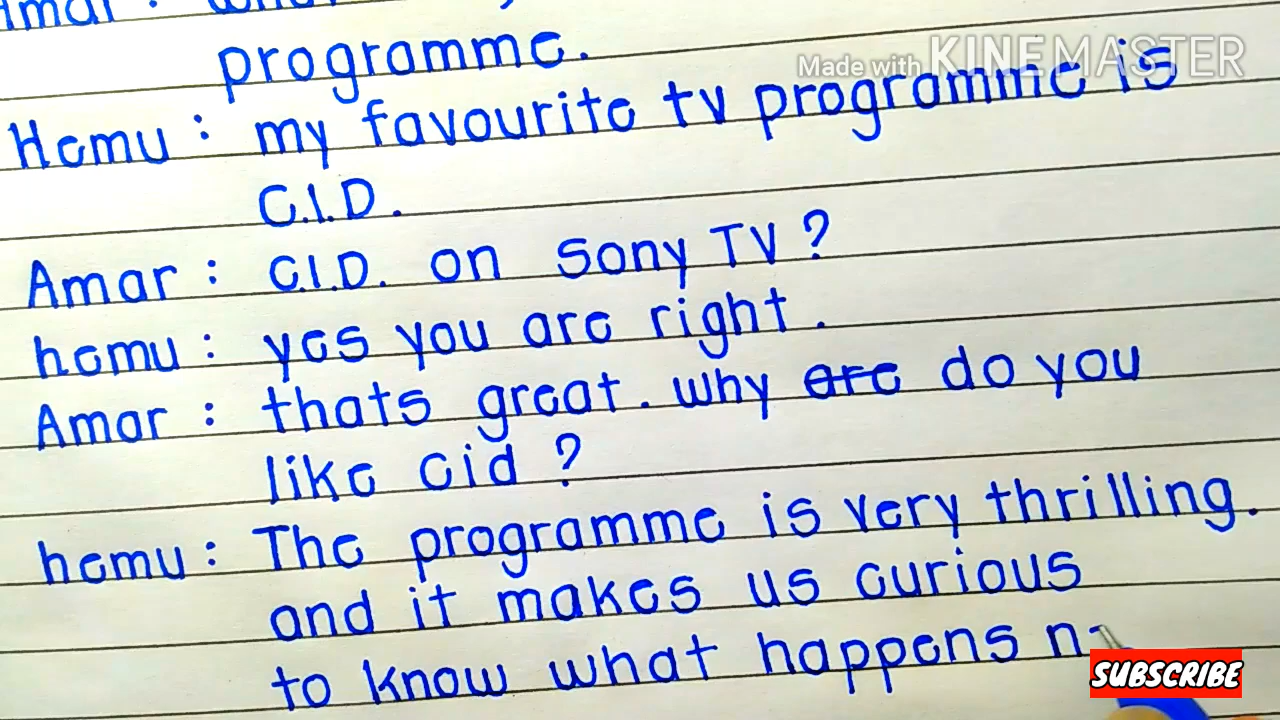 Amar :
programme.
Made with KINEMASTER
Hemu : my favourite tv programme is
C.I.D.
Amar : C.I.D. on Sony TV ?
hemu : yes you are right .
Amar : thats great . why are do you
like cid ?
hemu : The programme is very thrilling.
and it makes us curious
to know what happens n
SUBSCRIBE